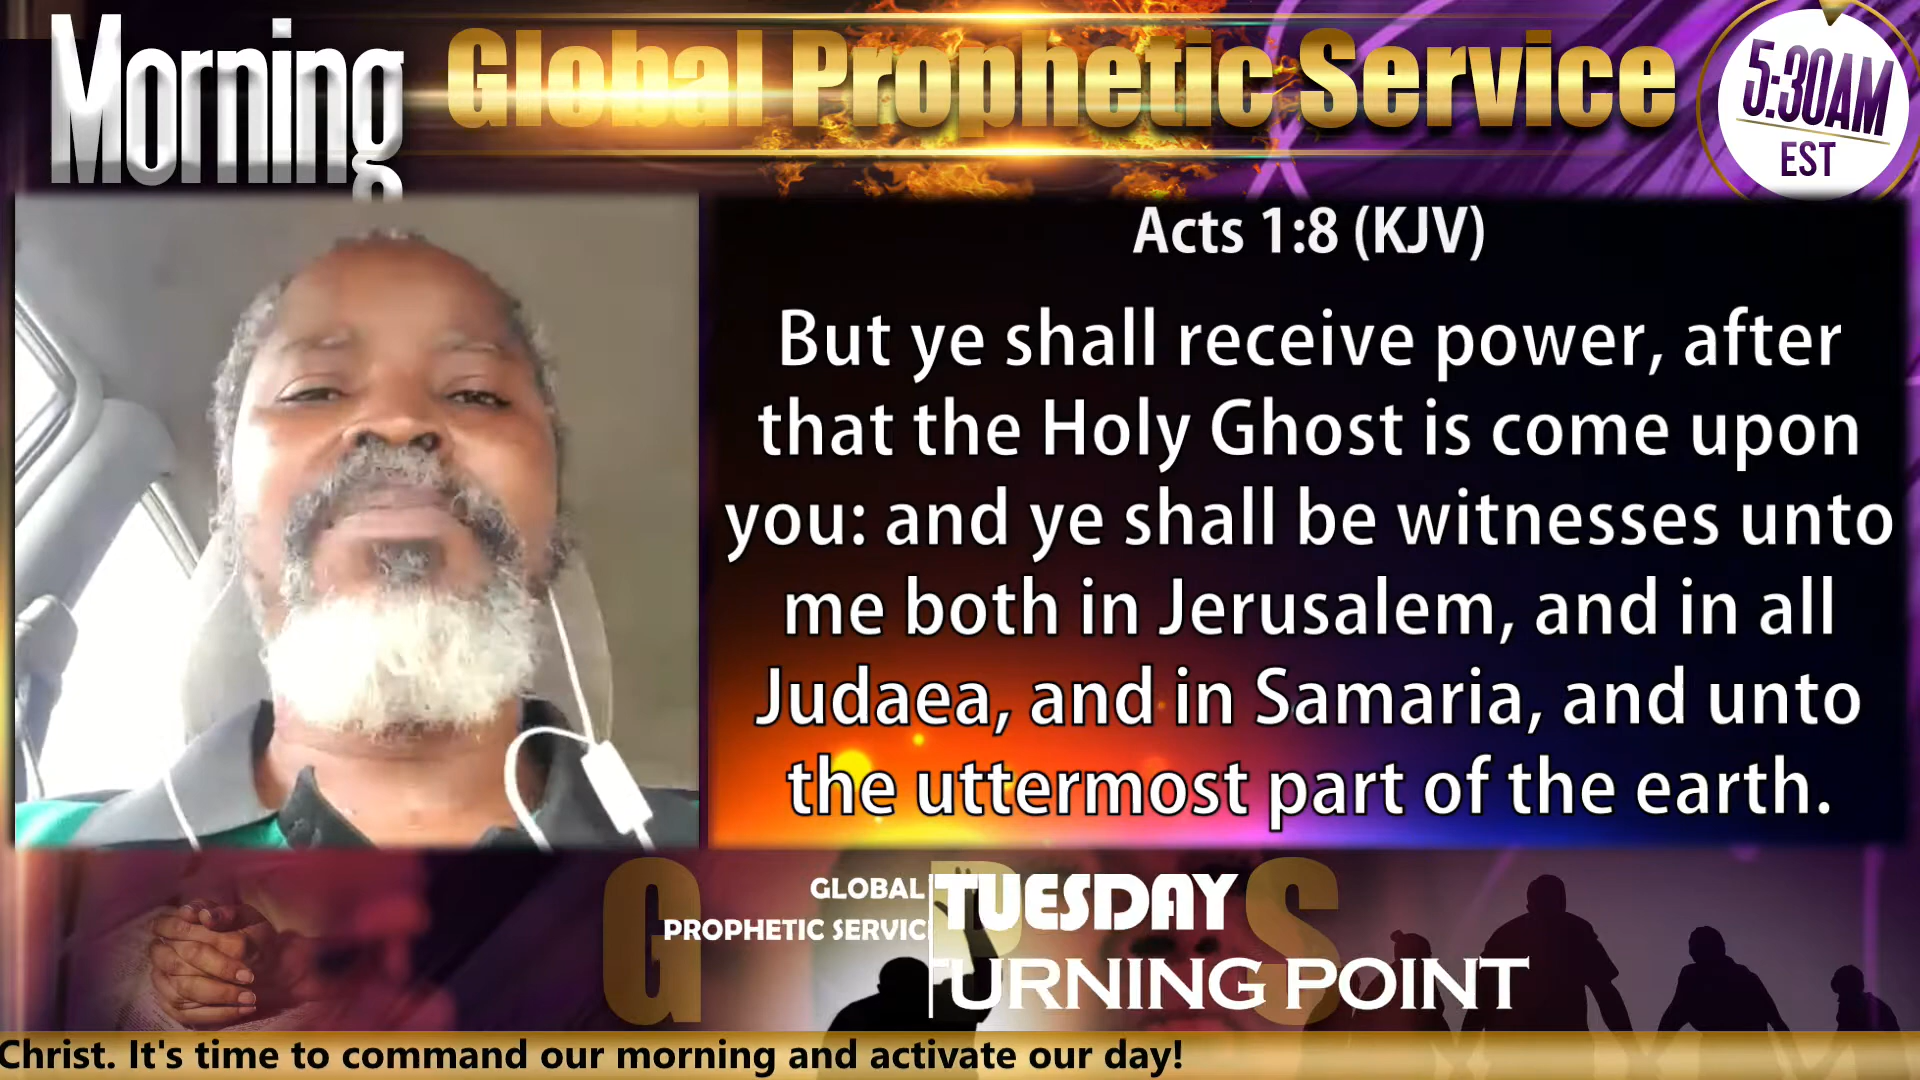 Morning
Global Prophetic Service
5:30AM
EST
Acts 1:8 (KJV)
But ye shall receive power, after
that the Holy Ghost is come upon
you: and ye shall be witnesses unto
me both in Jerusalem, and in all
Judaea, and in Samaria, and unto
the uttermost part of the earth.
G P S
GLOBAL
PROPHETIC SERVIC
TUESDAY
TURNING POINT
Christ. It's time to command our morning and activate our day!